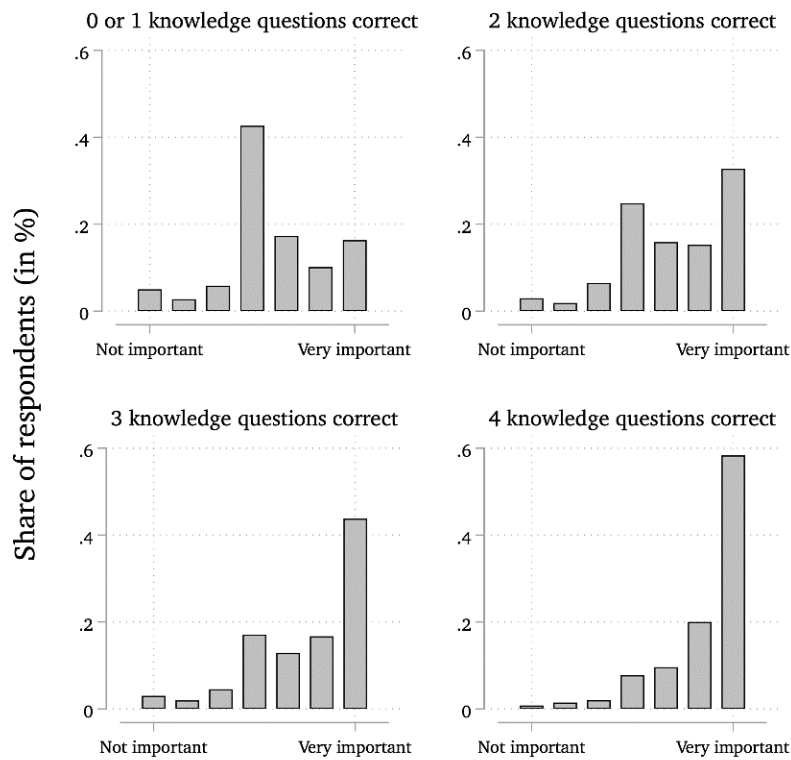 Share of respondents (in %)
0 or 1 knowledge questions correct
.6
.4
.2
0
Not important
Very important
2 knowledge questions correct
.6
.4
.2
0
Not important
Very important
3 knowledge questions correct
.6
.4
.2
0
Not important
Very important
4 knowledge questions correct
.6
.4
.2
0
Not important
Very important